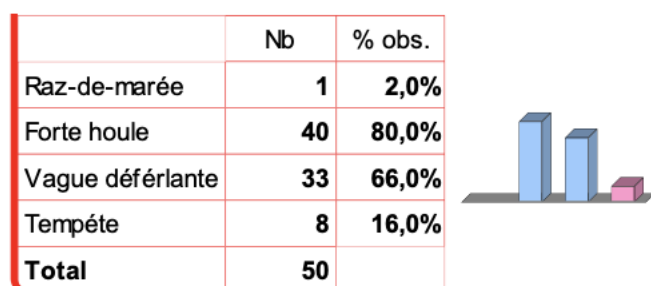 Nb % obs.
Raz-de-marée 1 2,0%
Forte houle 40 80,0%
Vague déférlante 33 66,0%
Tempéte 8 16,0%
Total 50